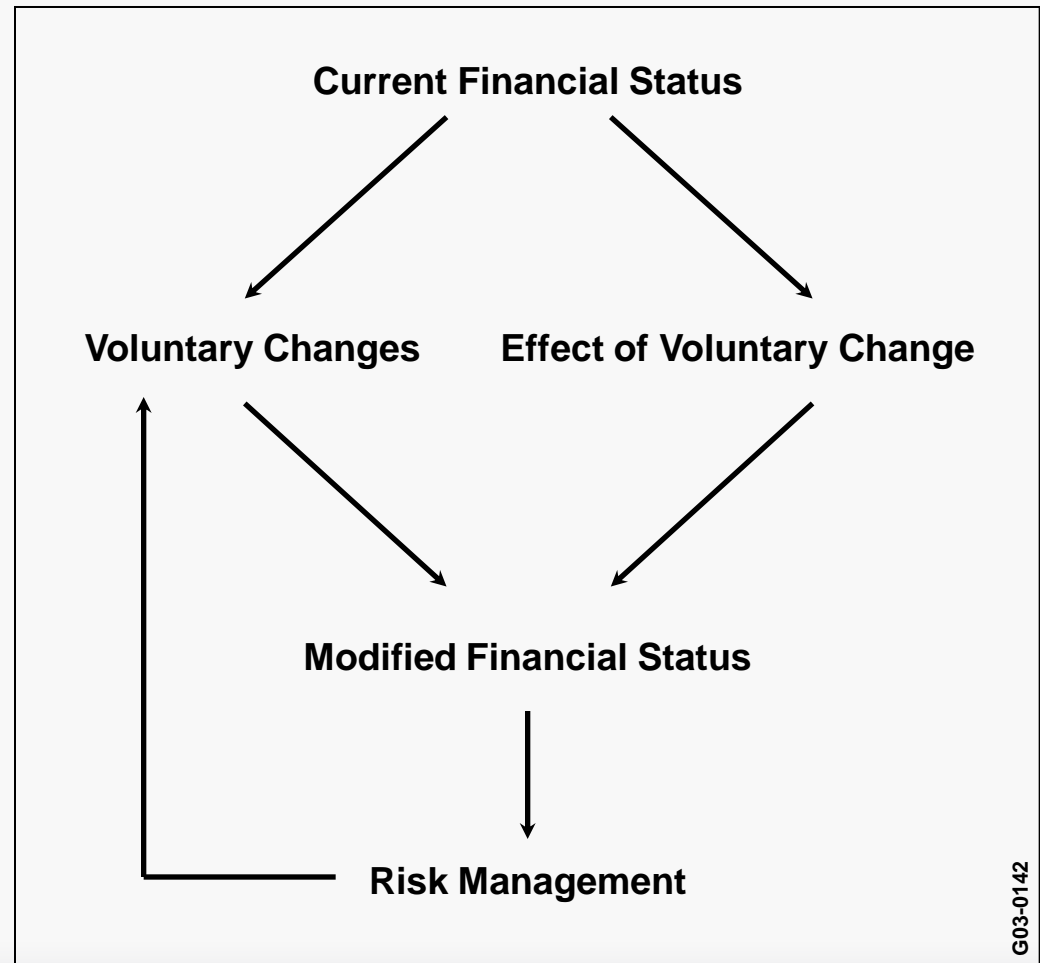 Current Financial Status
Voluntary Changes
Effect of Voluntary Change
Modified Financial Status
Risk Management
G03-0142